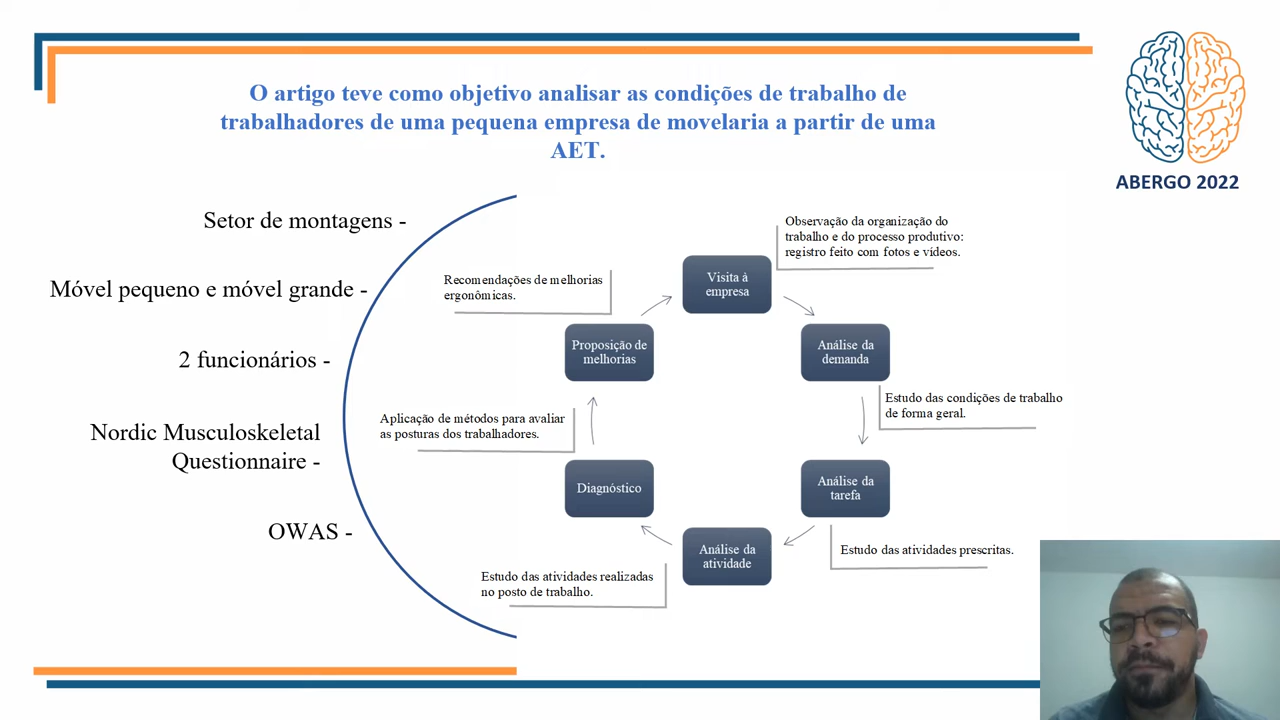 O artigo teve como objetivo analisar as condições de trabalho de
trabalhadores de uma pequena empresa de movelaria a partir de uma
AET.
ABERGO 2022
Setor de montagens -
Móvel pequeno e móvel grande -
2 funcionários -
Nordic Musculoskeletal
Questionnaire -
OWAS -
Visita à
empresa
Observação da organização do
trabalho e do processo produtivo:
registro feito com fotos e vídeos.
Análise da
demanda
Estudo das condições de trabalho
de forma geral.
Análise da
tarefa
Estudo das atividades prescritas.
Análise da
atividade
Estudo das atividades realizadas
no posto de trabalho.
Diagnóstico
Aplicação de métodos para avaliar
as posturas dos trabalhadores.
Proposição de
melhorias
Recomendações de melhorias
ergonômicas.